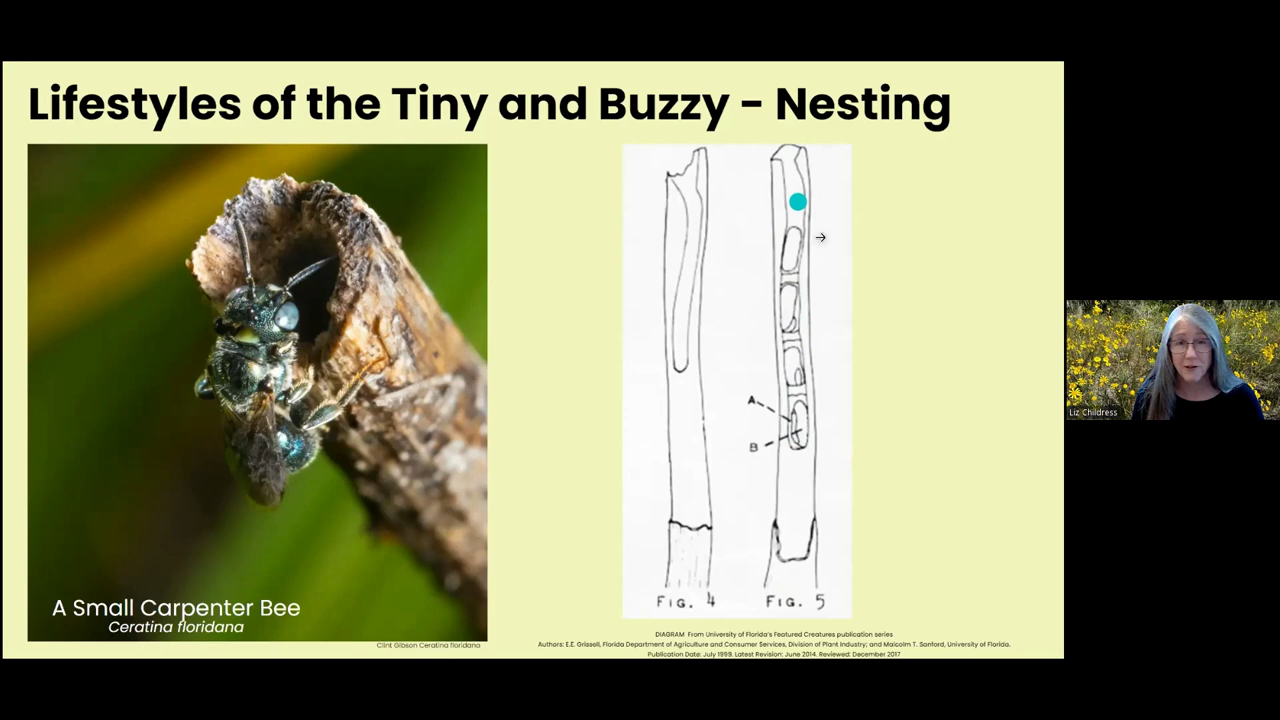 Lifestyles of the Tiny and Buzzy - Nesting
A Small Carpenter Bee
Ceratina floridana
Clint Gibson Ceratina floridana
A
B
FIG. 4
FIG. 5
DIAGRAM From University of Florida's Featured Creatures publication series
Authors: E.E. Grissell, Florida Department of Agriculture and Consumer Services, Division of Plant Industry; and Malcolm T. Sanford, University of Florida.
Publication Date: July 1999. Latest Revision: June 2014. Reviewed: December 2017
Liz Childress